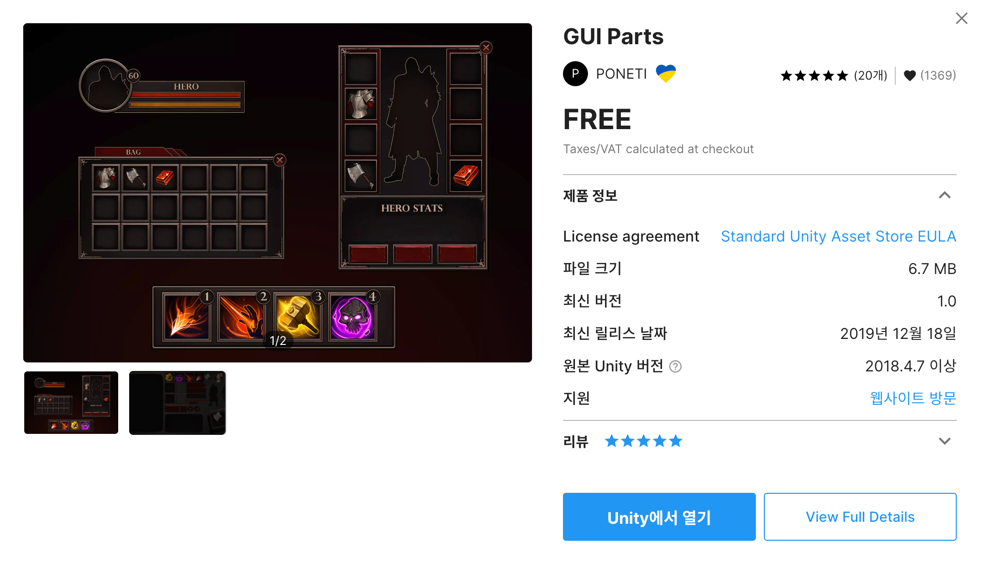 GUI Parts
P PONETI
(20개) (1369)
FREE
Taxes/VAT calculated at checkout
제품 정보
License agreement Standard Unity Asset Store EULA
파일 크기 6.7 MB
최신 버전 1.0
최신 릴리스 날짜 2019년 12월 18일
원본 Unity 버전 ? 2018.4.7 이상
지원 웹사이트 방문
리뷰
Unity에서 열기 View Full Details
60
HERO
BAG
HERO STATS
1 2 3 4
1/2